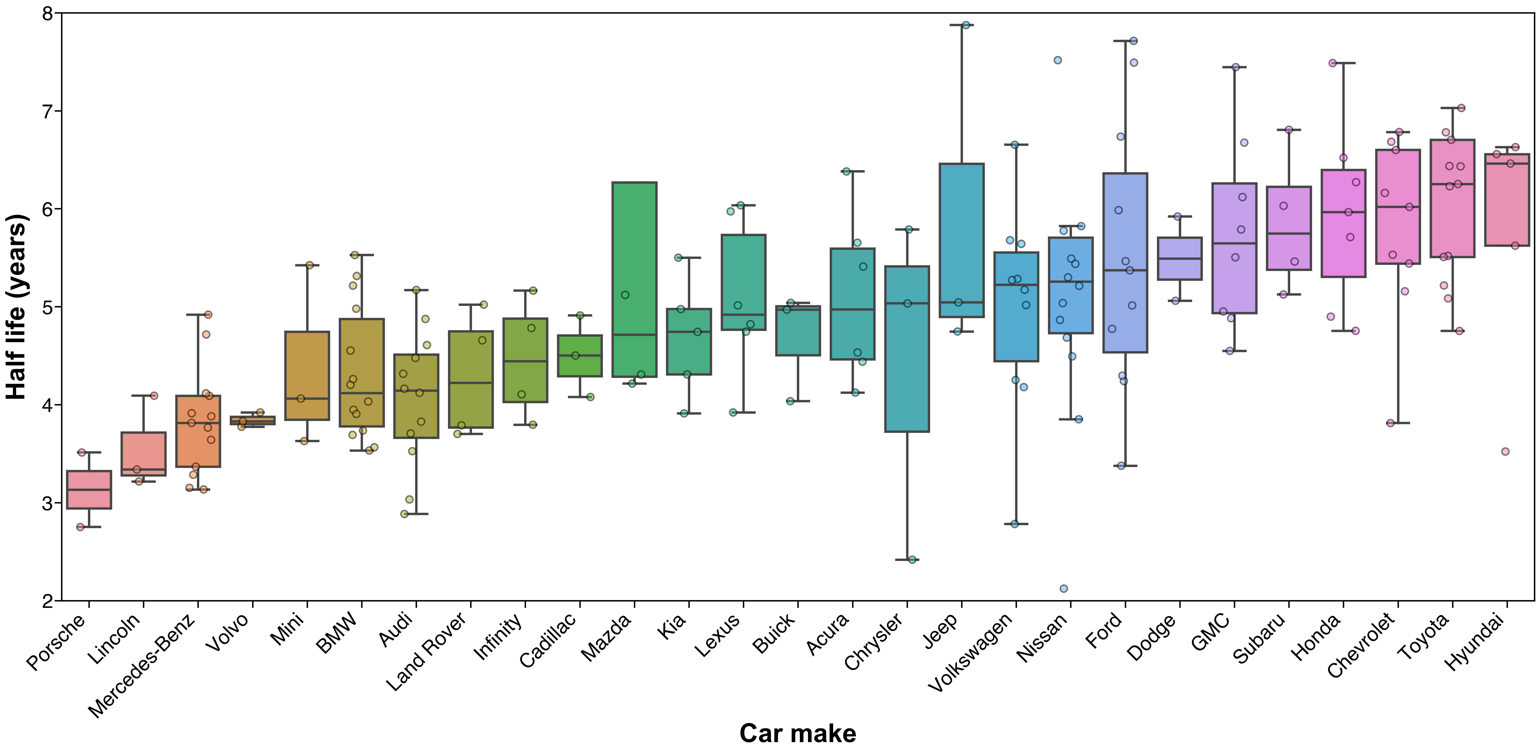 Half life (years)
8
7
6
5
4
3
2
Porsche
Lincoln
Mercedes-Benz
Volvo
Mini
BMW
Audi
Land Rover
Infinity
Cadillac
Mazda
Kia
Lexus
Buick
Acura
Chrysler
Jeep
Volkswagen
Nissan
Ford
Dodge
GMC
Subaru
Honda
Chevrolet
Toyota
Hyundai
Car make